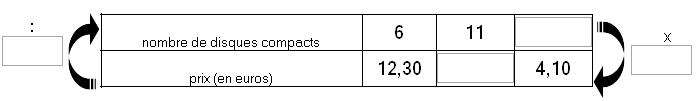 :
nombre de disques compacts 6 11
x
prix (en euros) 12,30 4,10